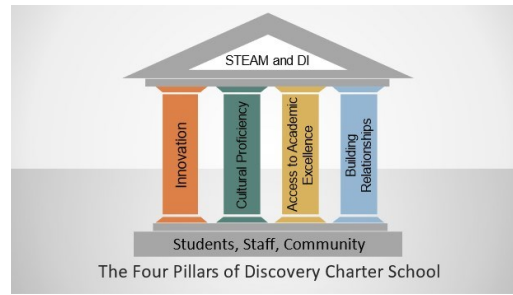 STEAM and DI
Innovation
Cultural Proficiency
Access to Academic
Excellence
Building
Relationships
Students, Staff, Community
The Four Pillars of Discovery Charter School